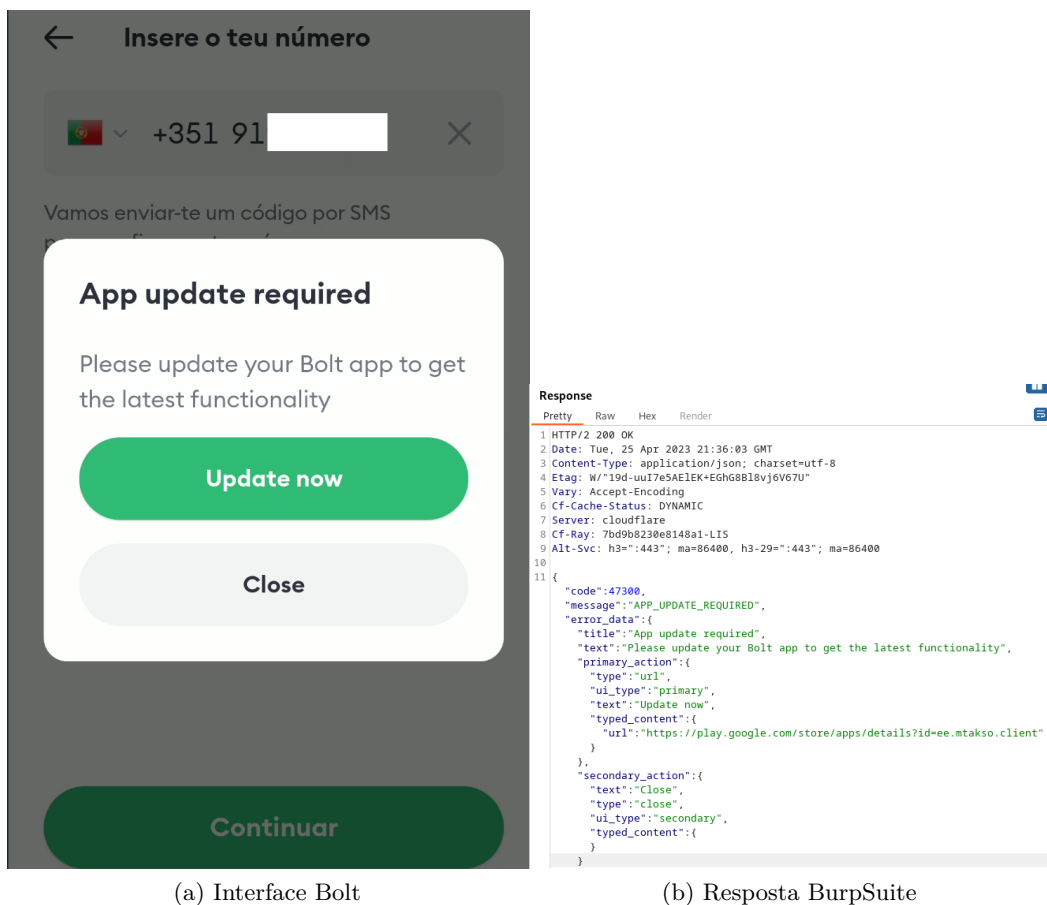 Insere o teu número
+351 91
Vamos enviar-te um código por SMS
App update required
Please update your Bolt app to get
the latest functionality
Update now
Close
Continuar
(a) Interface Bolt
Response
Pretty Raw Hex Render
1 HTTP/2 200 OK
2 Date: Tue, 25 Apr 2023 21:36:03 GMT
3 Content-Type: application/json; charset=utf-8
4 Etag: W/"19d-uuI7e5AElEK+EGhG8Bl8vj6V67U"
5 Vary: Accept-Encoding
6 Cf-Cache-Status: DYNAMIC
7 Server: cloudflare
8 Cf-Ray: 7bd9b8230e8148a1-LIS
9 Alt-Svc: h3=":443"; ma=86400, h3-29=":443"; ma=86400
10
11 {
"code":47300,
"message":"APP_UPDATE_REQUIRED",
"error_data":{
"title":"App update required",
"text":"Please update your Bolt app to get the latest functionality",
"primary_action":{
"type":"url",
"ui_type":"primary",
"text":"Update now",
"typed_content":{
"url":"https://play.google.com/store/apps/details?id=ee.mtakso.client"
}
},
"secondary_action":{
"text":"Close",
"type":"close",
"ui_type":"secondary",
"typed_content":{
}
}
(b) Resposta BurpSuite